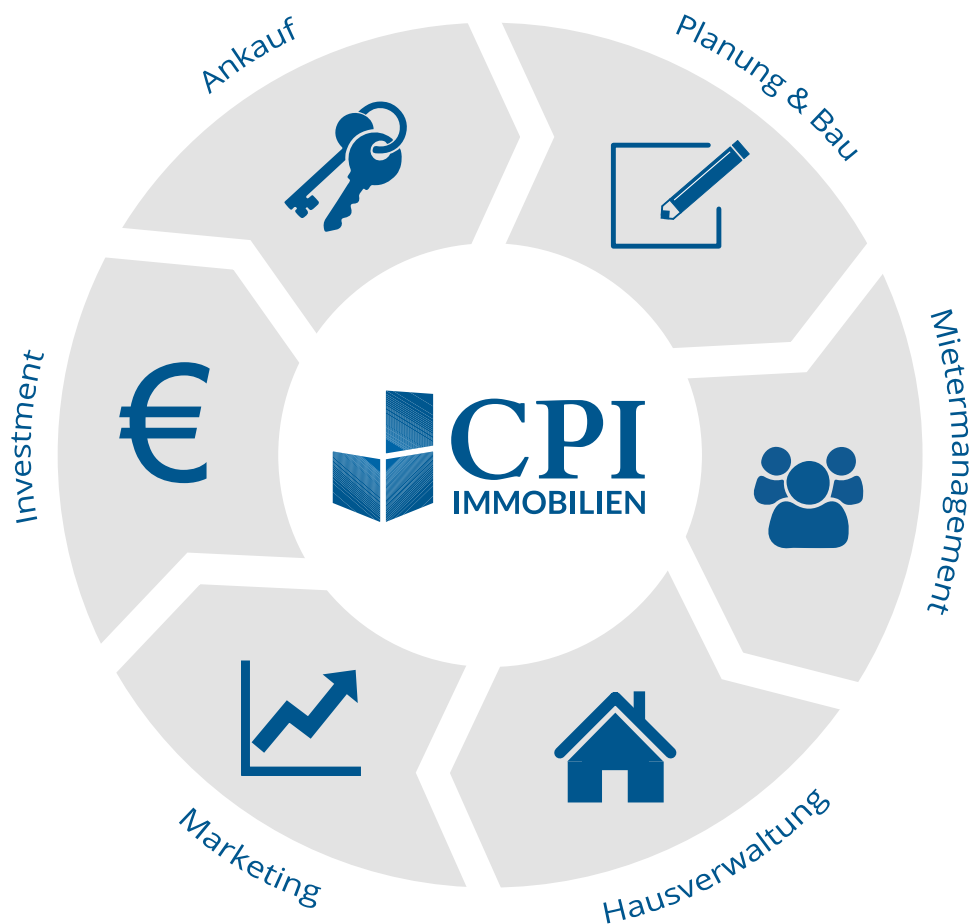 Ankauf
Planung & Bau
Mietermanagement
Hausverwaltung
Marketing
Investment
€
CPI
IMMOBILIEN